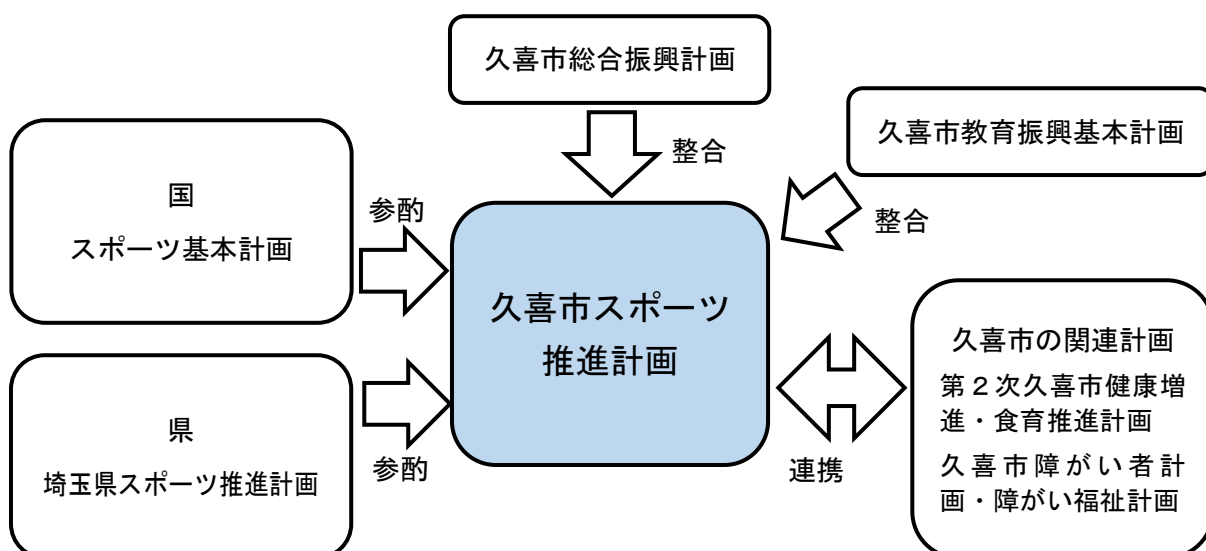 久喜市総合振興計画
整合
久喜市教育振興基本計画
整合
国
スポーツ基本計画
参酌
県
埼玉県スポーツ推進計画
参酌
久喜市スポーツ
推進計画
連携
久喜市の関連計画
第２次久喜市健康増
進・食育推進計画
久喜市障がい者計
画・障がい福祉計画